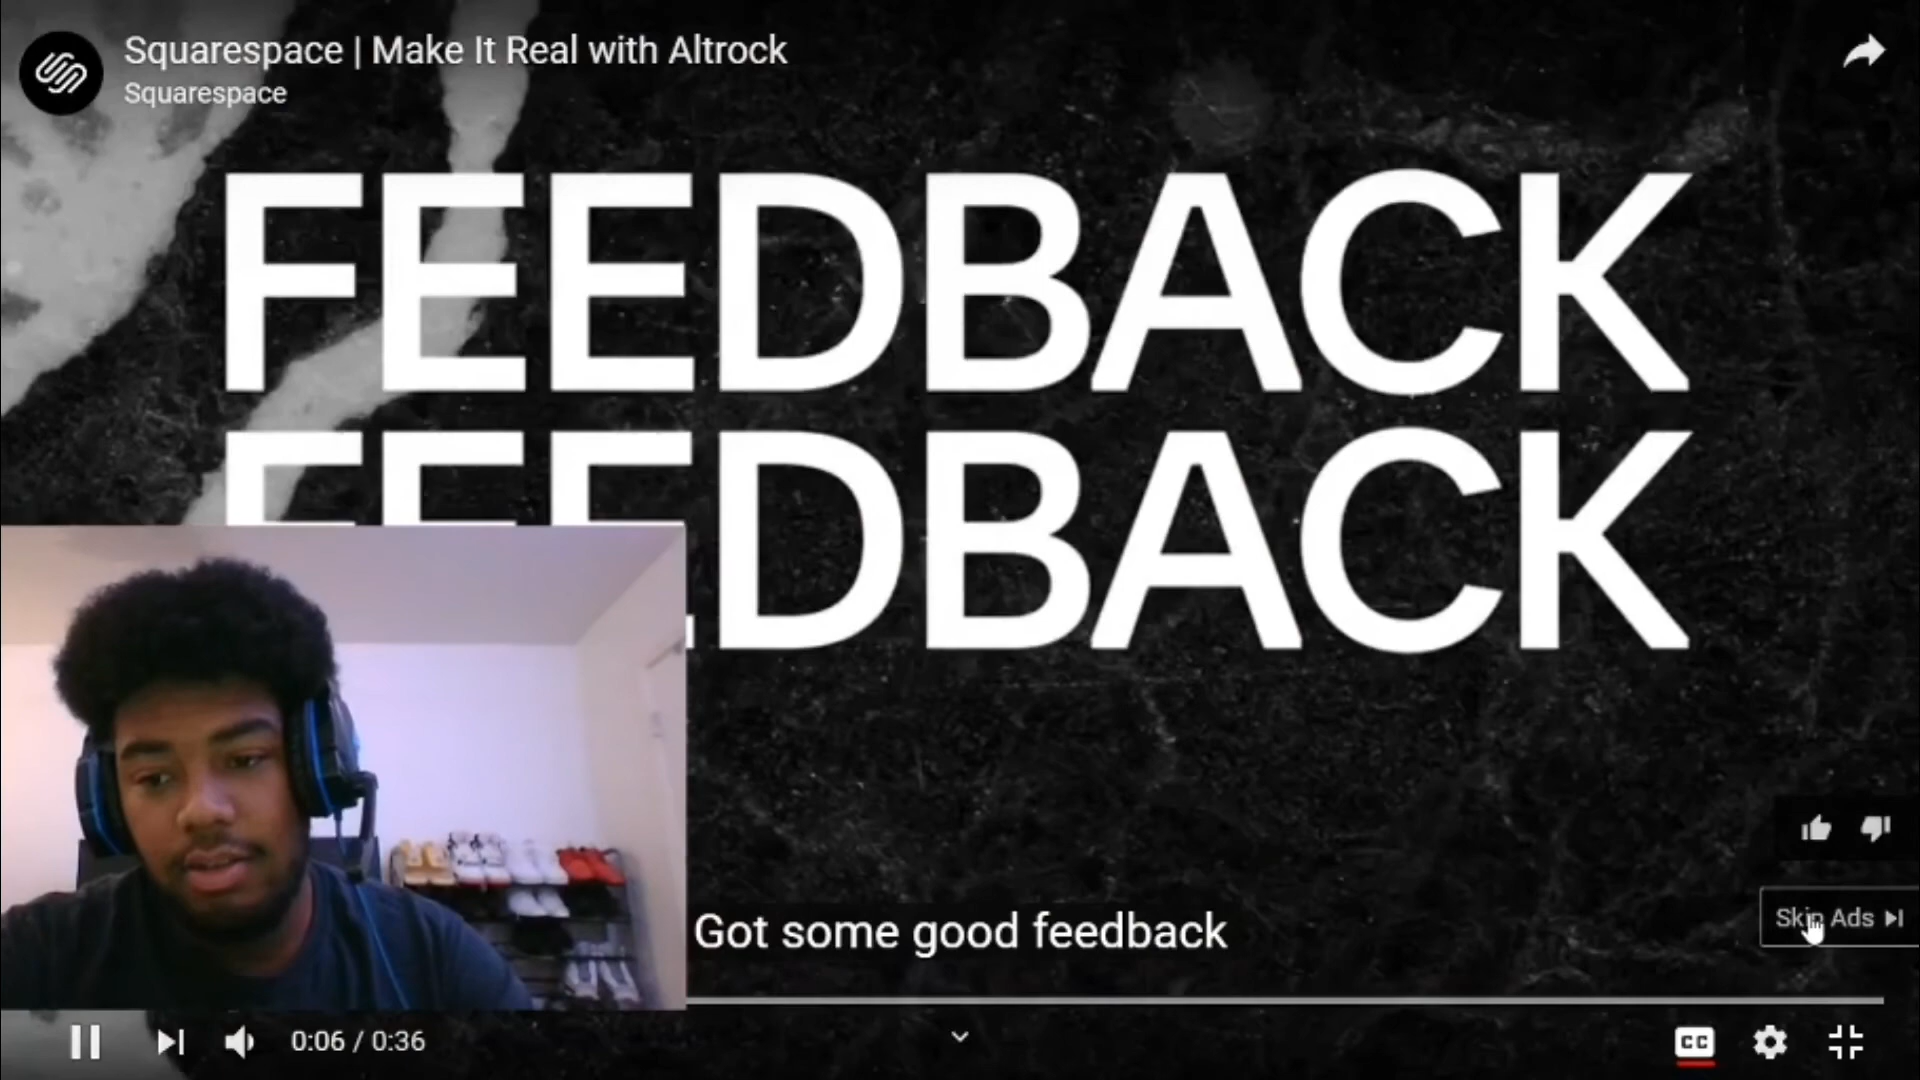 Squarespace | Make It Real with Altrock
Squarespace
FEEDBACK
FEEDBACK
Skip Ads
Got some good feedback
0:06 / 0:36
CC